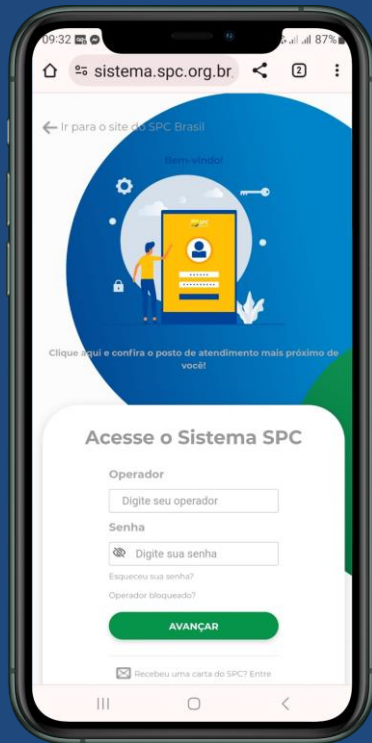 09:32
87%
sistema.spc.org.br
2
Ir para o site do SPC Brasil
Bem-vindo!
Clique aqui e confira o posto de atendimento mais próximo de
você!
Acesse o Sistema SPC
Operador
Digite seu operador
Senha
Digite sua senha
Esqueceu sua senha?
Operador bloqueado?
AVANÇAR
Recebeu uma carta do SPC? Entre